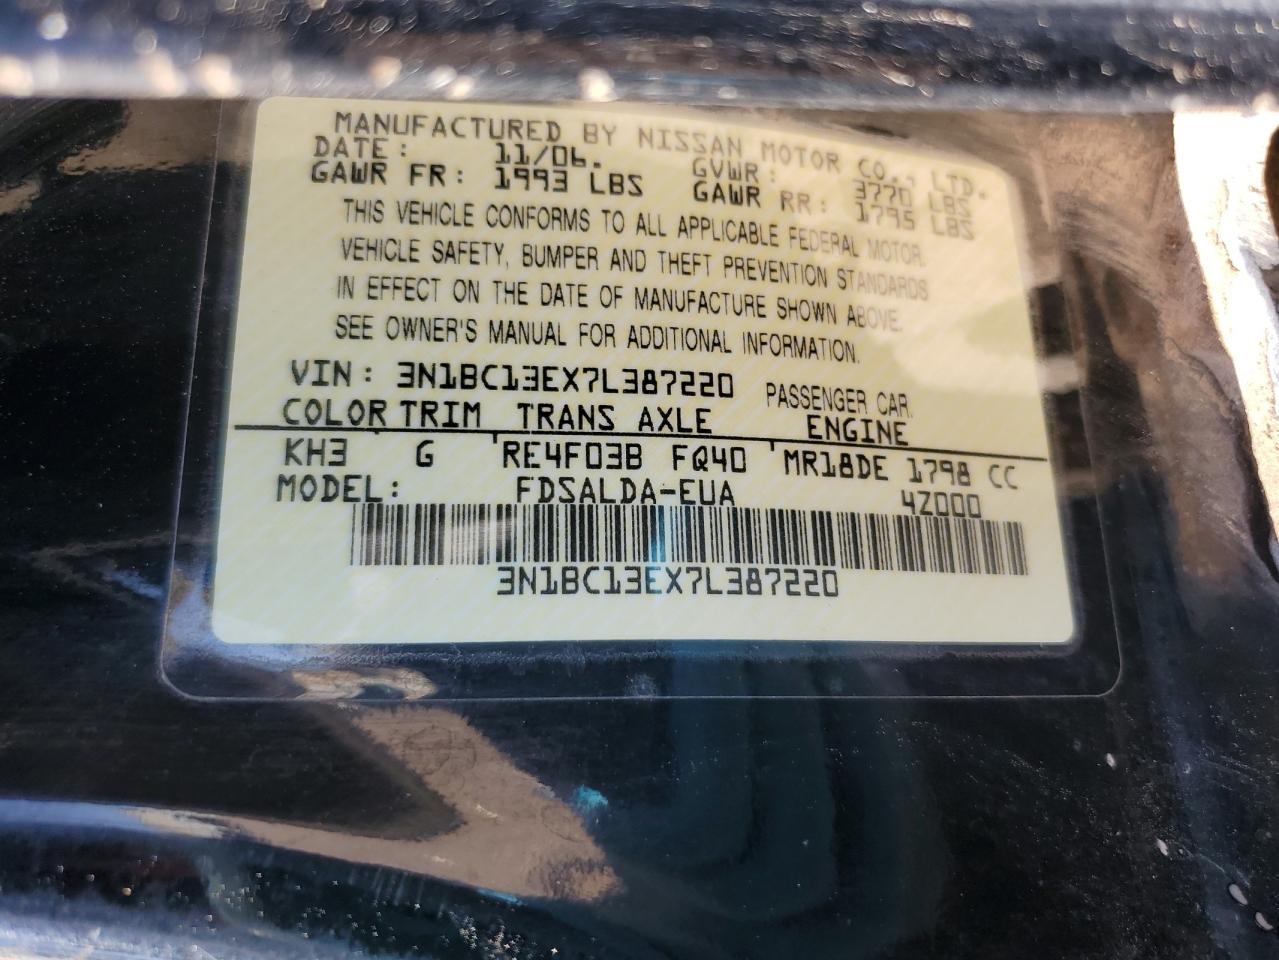 MANUFACTURED BY NISSAN MOTOR CO., LTD.
DATE: 11/06. GVWR: 3770 LBS
GAWR FR: 1993 LBS GAWR RR: 1795 LBS
THIS VEHICLE CONFORMS TO ALL APPLICABLE FEDERAL MOTOR
VEHICLE SAFETY, BUMPER AND THEFT PREVENTION STANDARDS
IN EFFECT ON THE DATE OF MANUFACTURE SHOWN ABOVE.
SEE OWNER'S MANUAL FOR ADDITIONAL INFORMATION.
VIN: 3N1BC13EX7L387220 PASSENGER CAR.
COLOR TRIM TRANS AXLE ENGINE
KH3 G RE4F03B FQ40 MR18DE 1798 CC
MODEL: FDSALDA-EUA 4Z000
3N1BC13EX7L387220